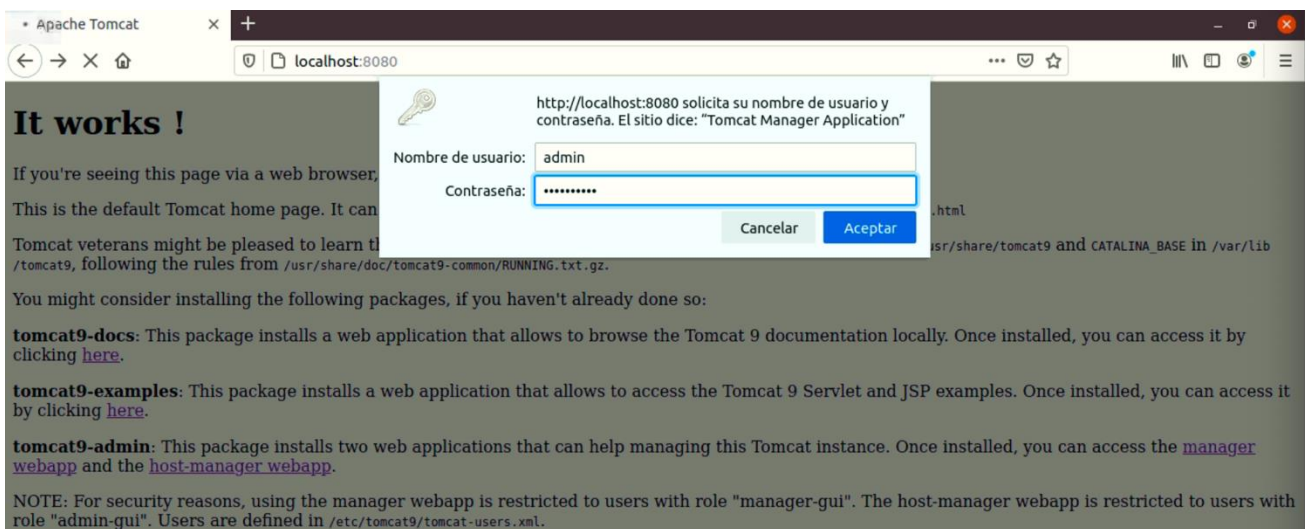 Apache Tomcat
localhost:8080
http://localhost:8080 solicita su nombre de usuario y
contraseña. El sitio dice: “Tomcat Manager Application”
Nombre de usuario: admin
Contraseña: ••••••••••
Cancelar Aceptar
It works !
If you're seeing this page via a web browser,
This is the default Tomcat home page. It can .html
Tomcat veterans might be pleased to learn usr/share/tomcat9 and CATALINA_BASE in /var/lib
/tomcat9, following the rules from /usr/share/doc/tomcat9-common/RUNNING.txt.gz.
You might consider installing the following packages, if you haven't already done so:
tomcat9-docs: This package installs a web application that allows to browse the Tomcat 9 documentation locally. Once installed, you can access it by
clicking here.
tomcat9-examples: This package installs a web application that allows to access the Tomcat 9 Servlet and JSP examples. Once installed, you can access it
by clicking here.
tomcat9-admin: This package installs two web applications that can help managing this Tomcat instance. Once installed, you can access the manager
webapp and the host-manager webapp.
NOTE: For security reasons, using the manager webapp is restricted to users with role "manager-gui". The host-manager webapp is restricted to users with
role "admin-gui". Users are defined in /etc/tomcat9/tomcat-users.xml.